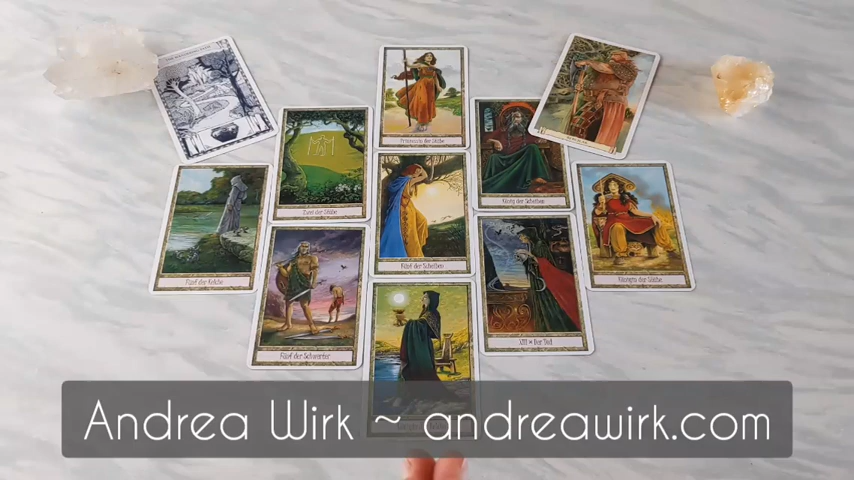 Prinzessin der Stäbe
Zwei der Stäbe
König der Scheiben
Fünf der Scheiben
Fünf der Kelche
Königin der Stäbe
Fünf der Schwerter
XIII • Der Tod
Andrea Wirk ~ andreawirk.com